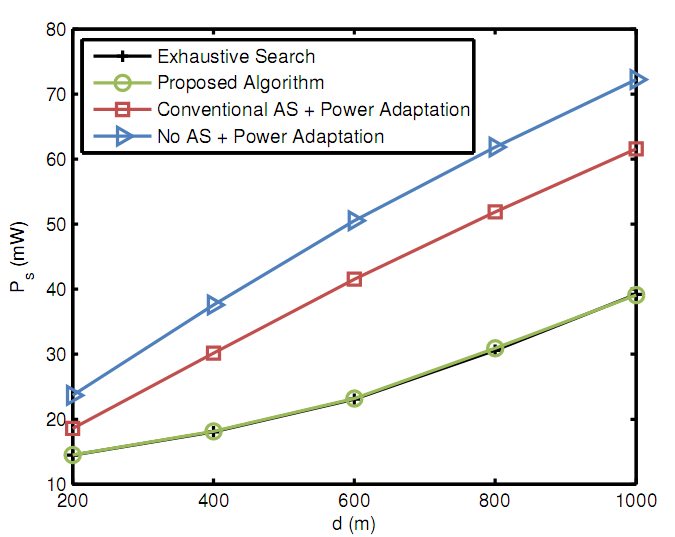 80
70
60
50
40
30
20
10
P s (mW)
Exhaustive Search
Proposed Algorithm
Conventional AS + Power Adaptation
No AS + Power Adaptation
200 400 600 800 1000
d (m)